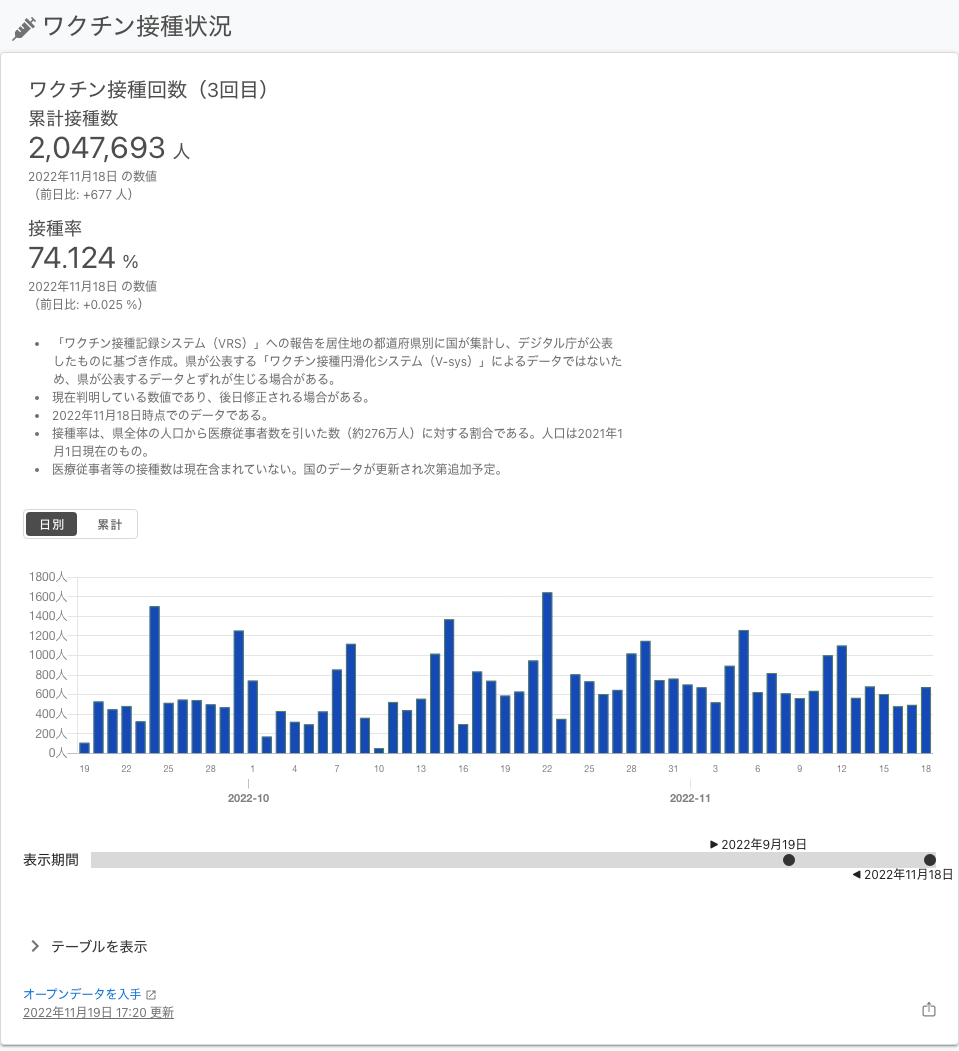 ワクチン接種状況
ワクチン接種回数（3回目）
累計接種数
2,047,693 人
2022年11月18日 の数値
（前日比: +677 人）
接種率
74.124 %
2022年11月18日 の数値
（前日比: +0.025 %）
• 「ワクチン接種記録システム（VRS）」への報告を居住地の都道府県別に国が集計し、デジタル庁が公表
したものに基づき作成。県が公表する「ワクチン接種円滑化システム（V-sys）」によるデータではないた
め、県が公表するデータとずれが生じる場合がある。
• 現在判明している数値であり、後日修正される場合がある。
• 2022年11月18日時点でのデータである。
• 接種率は、県全体の人口から医療従事者数を引いた数（約276万人）に対する割合である。人口は2021年1
月1日現在のもの。
• 医療従事者等の接種数は現在含まれていない。国のデータが更新され次第追加予定。
日別 累計
1800人
1600人
1400人
1200人
1000人
800人
600人
400人
200人
0人
19 22 25 28 1 4 7 10 13 16 19 22 25 28 31 3 6 9 12 15 18
2022-10 2022-11
▶ 2022年9月19日
表示期間
◀ 2022年11月18日
テーブルを表示
オープンデータを入手
2022年11月19日 17:20 更新